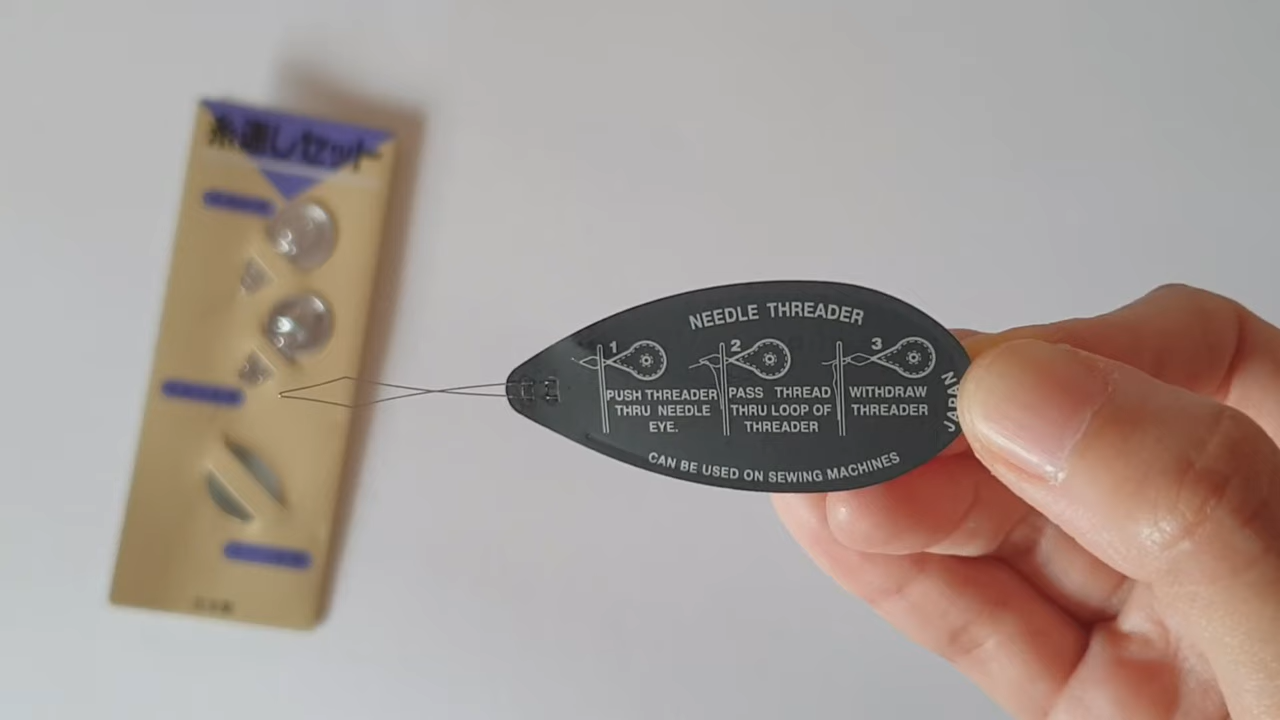 糸通しセット
NEEDLE THREADER
1
PUSH THREADER
THRU NEEDLE
EYE.
2
PASS THREAD
THRU LOOP OF
THREADER
3
WITHDRAW
THREADER
JAPAN
CAN BE USED ON SEWING MACHINES